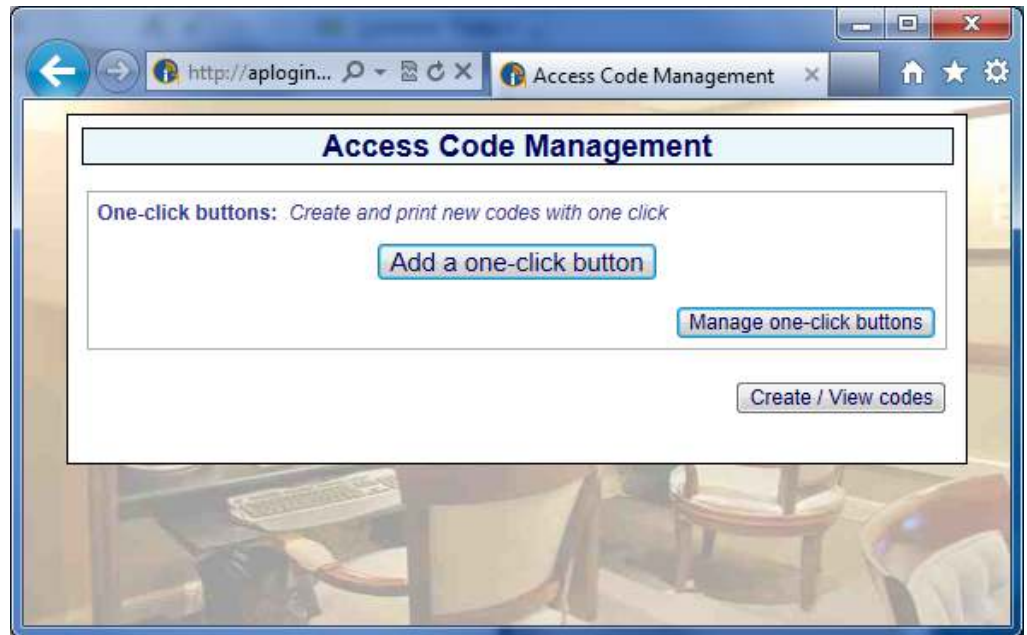 http://aplogin... Access Code Management
Access Code Management
One-click buttons: Create and print new codes with one click
Add a one-click button
Manage one-click buttons
Create / View codes